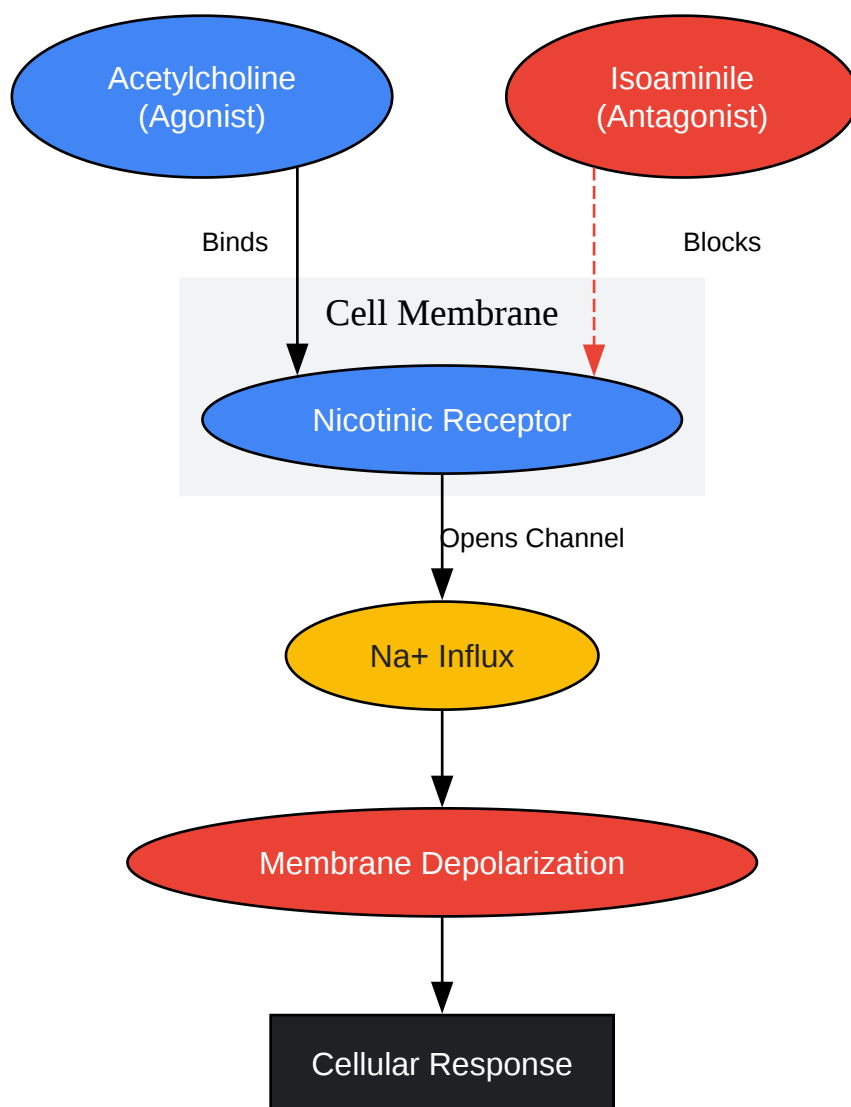 Acetylcholine
(Agonist)
Isoaminile
(Antagonist)
Binds
Blocks
Cell Membrane
Nicotinic Receptor
Opens Channel
Na+ Influx
Membrane Depolarization
Cellular Response